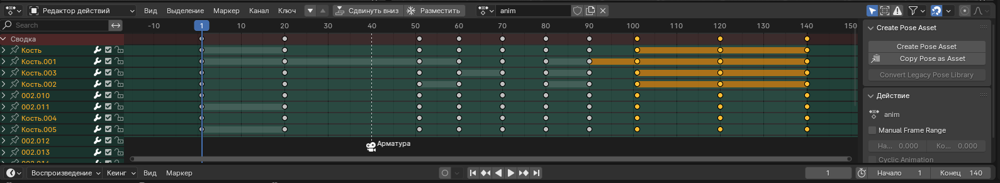 Редактор действий Вид Выделение Маркер Канал Ключ Сдвинуть вниз Разместить anim
Search -10 1 10 20 30 40 50 60 70 80 90 100 110 120 130 140 150
Сводка
Кость
Кость.001
Кость.003
Кость.002
002.010
002.011
Кость.004
Кость.005
002.012
002.013
Арматура
Create Pose Asset
Create Pose Asset
Copy Pose as Asset
Convert Legacy Pose Library
Действие
anim
Manual Frame Range
На... 0.000 Ко... 0.000
Cyclic Animation
Воспроизведение Кеинг Вид Маркер 1 Начало 1 Конец 140